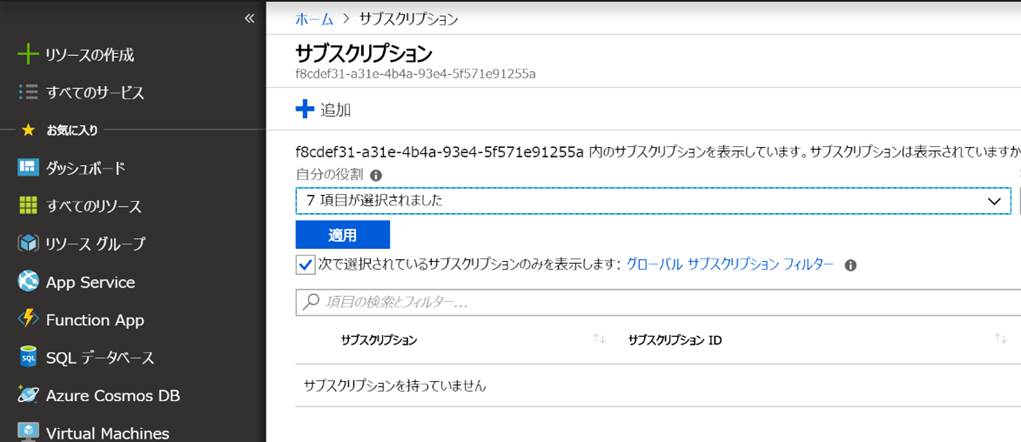 «
ホーム > サブスクリプション
サブスクリプション
f8cdef31-a31e-4b4a-93e4-5f571e91255a
リソースの作成
すべてのサービス
追加
お気に入り
f8cdef31-a31e-4b4a-93e4-5f571e91255a 内のサブスクリプションを表示しています。サブスクリプションは表示されていますか
ダッシュボード
自分の役割
すべてのリソース
7 項目が選択されました
リソース グループ
適用
次で選択されているサブスクリプションのみを表示します: グローバル サブスクリプション フィルター
App Service
項目の検索とフィルター...
Function App
サブスクリプション
サブスクリプション ID
SQL データベース
サブスクリプションを持っていません
Azure Cosmos DB
Virtual Machines